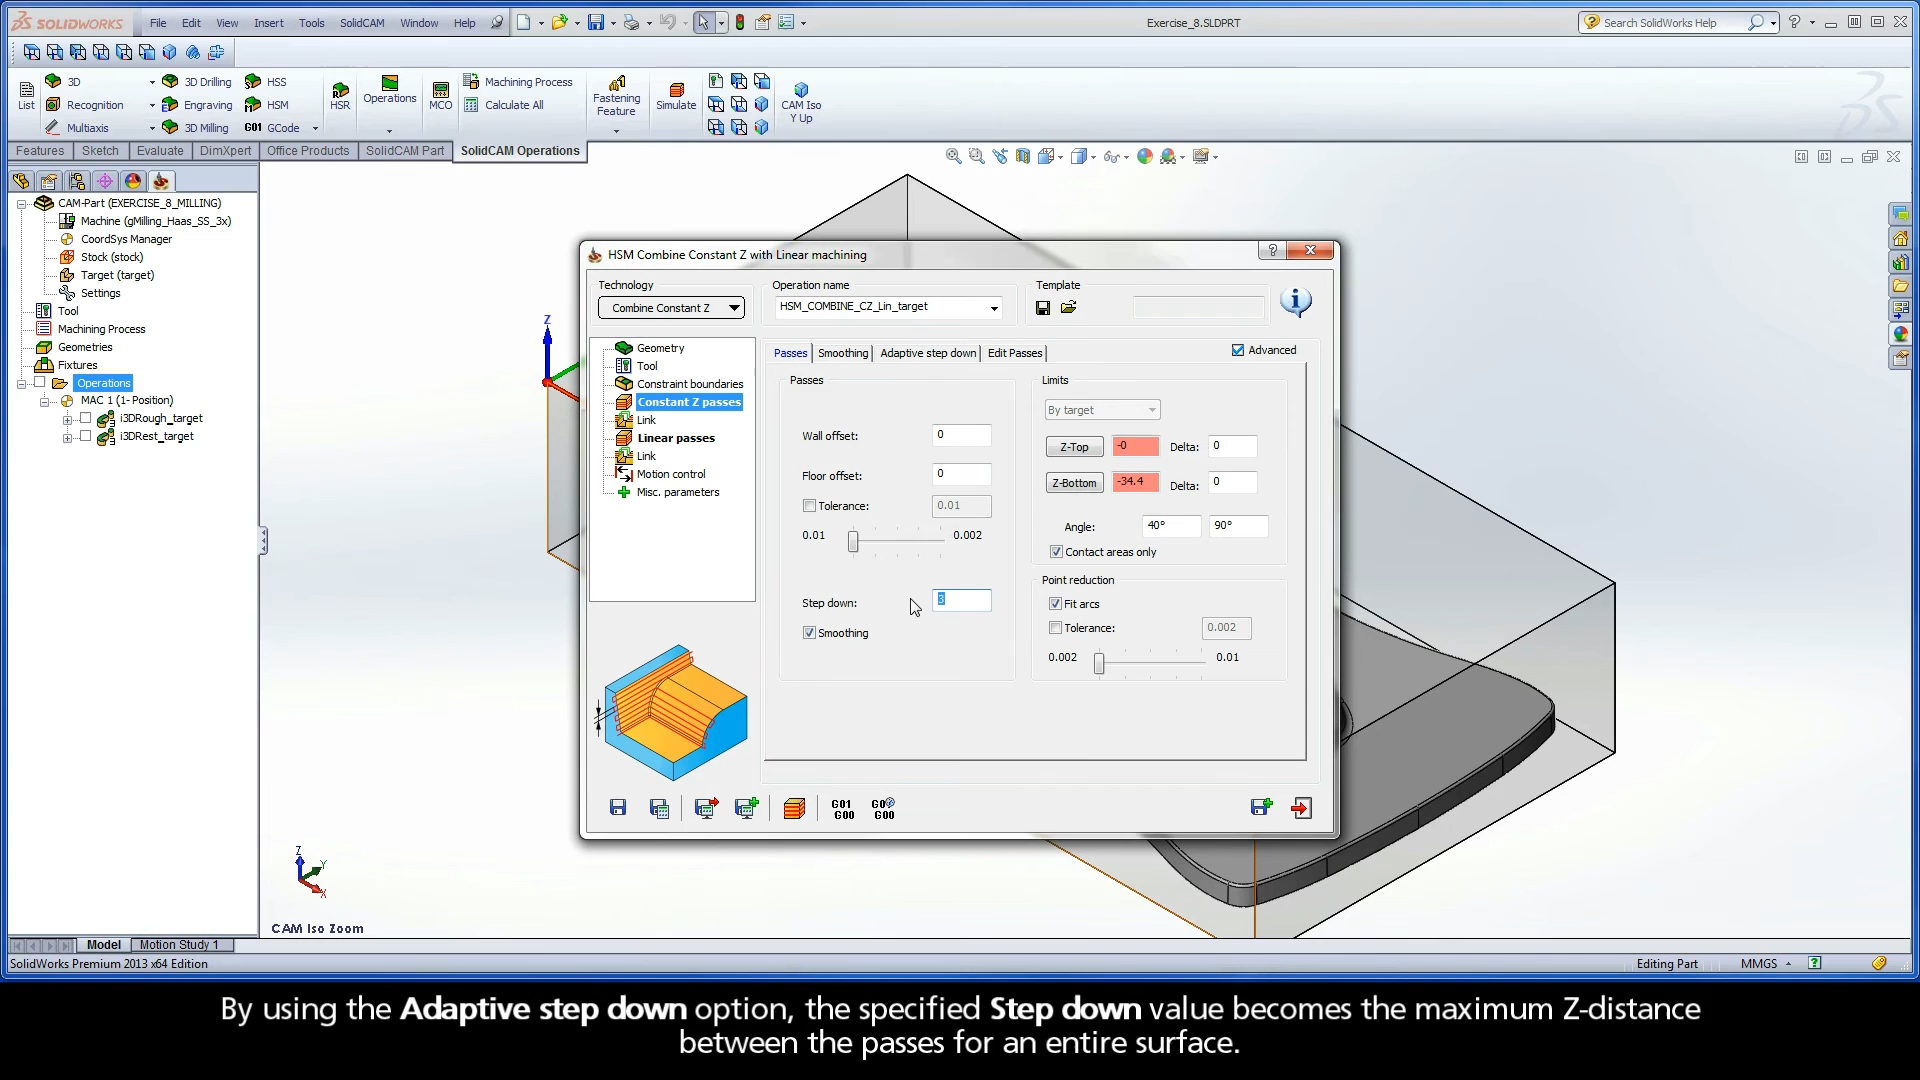 SOLIDWORKS File Edit View Insert Tools SolidCAM Window Help Exercise_8.SLDPRT Search SolidWorks Help
List 3D 3D Drilling HSS HSR Operations MCO Machining Process Fastening Feature Simulate CAM Iso Y Up
Recognition Engraving HSM Calculate All
Multiaxis 3D Milling G01 GCode
Features Sketch Evaluate DimXpert Office Products SolidCAM Part SolidCAM Operations
CAM-Part (EXERCISE_8_MILLING)
Machine (gMilling_Haas_SS_3x)
CoordSys Manager
Stock (stock)
Target (target)
Settings
Tool
Machining Process
Geometries
Fixtures
Operations
MAC 1 (1- Position)
i3DRough_target
i3DRest_target
Z
HSM Combine Constant Z with Linear machining
Technology Operation name Template
Combine Constant Z HSM_COMBINE_CZ_Lin_target
Geometry
Tool
Constraint boundaries
Constant Z passes
Link
Linear passes
Link
Motion control
Misc. parameters
Passes Smoothing Adaptive step down Edit Passes Advanced
Passes
Wall offset: 0
Floor offset: 0
Tolerance: 0.01
0.01 0.002
Step down: 3
Smoothing
Limits
By target
Z-Top -0 Delta: 0
Z-Bottom -34.4 Delta: 0
Angle: 40° 90°
Contact areas only
Point reduction
Fit arcs
Tolerance: 0.002
0.002 0.01
G01 G00
G00
Z Y X
CAM Iso Zoom
Model Motion Study 1
SolidWorks Premium 2013 x64 Edition Editing Part MMGS
By using the Adaptive step down option, the specified Step down value becomes the maximum Z-distance
between the passes for an entire surface.